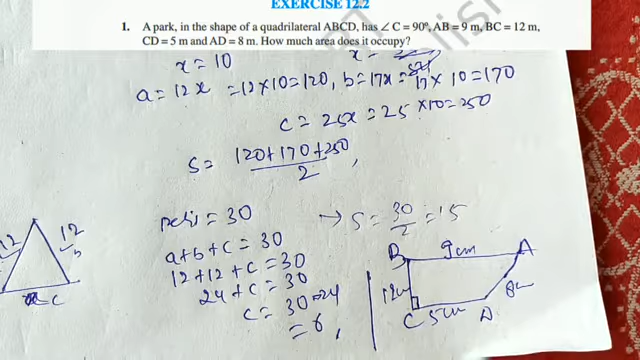 EXERCISE 12.2
1. A park, in the shape of a quadrilateral ABCD, has ∠ C = 90º, AB = 9 m, BC = 12 m,
CD = 5 m and AD = 8 m. How much area does it occupy?
x = 10
x =
a = 12x = 12×10 = 120, b = 17x = 17 × 10 = 170
c = 25x = 25 × 10 = 250
s = 120+170+250 / 2 ,
peri = 30
→ s = 30/2 = 15
a+b+c = 30
12+12+c = 30
24+c = 30
c = 30-24
= 6,
12
12
b
c
B 9cm A
12cm 8cm
C 5cm D